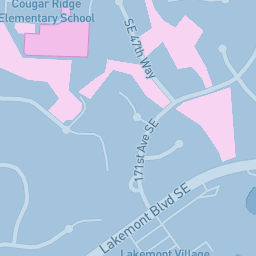 Cougar Ridge
Elementary School
SE 47th Way
171st Ave SE
Lakemont Blvd SE
Lakemont Village